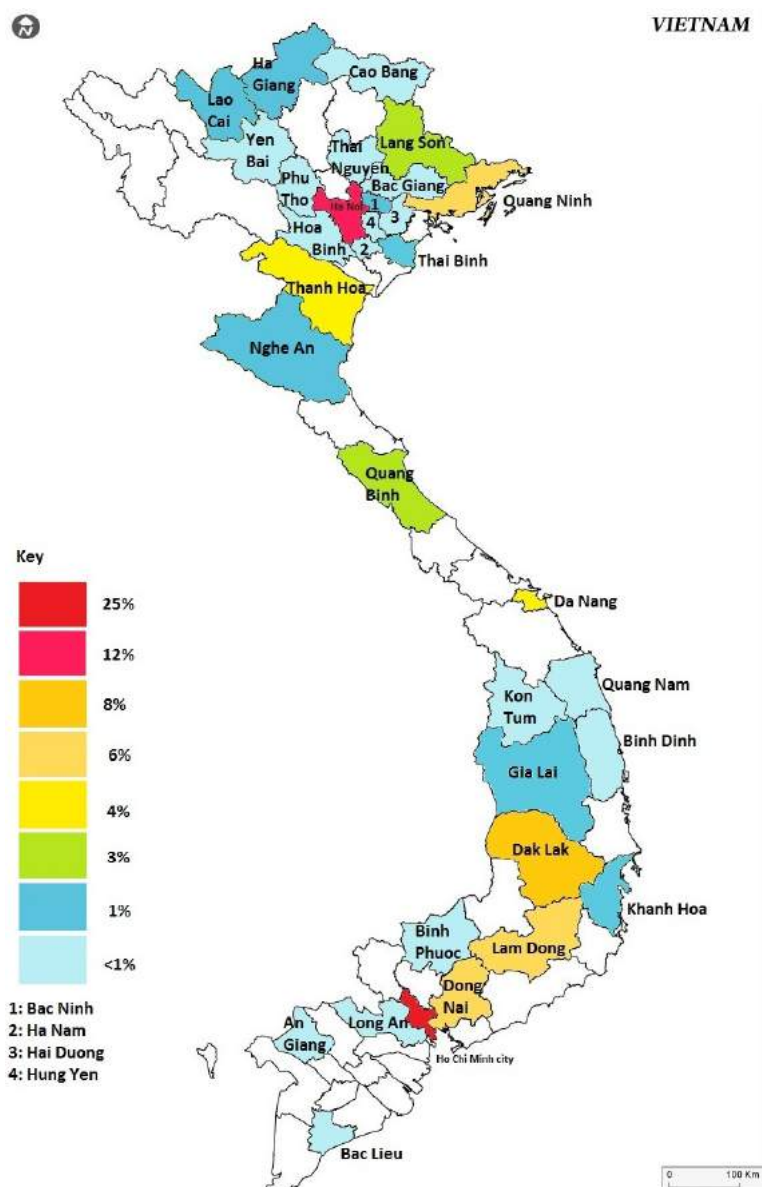 N
VIETNAM
Ha
Giang
Cao Bang
Lao
Cai
Yen
Bai
Thai
Nguyen
Lang Son
Phu
Tho
Bac Giang
Ha Noi
1
3
4
Quang Ninh
Hoa
Binh
2
Thai Binh
Thanh Hoa
Nghe An
Quang
Binh
Key
25%
12%
8%
6%
4%
3%
1%
<1%
Da Nang
Quang Nam
Kon
Tum
Binh Dinh
Gia Lai
Dak Lak
Khanh Hoa
Binh
Phuoc
Lam Dong
Dong
Nai
An
Giang
Long An
Ho Chi Minh city
Bac Lieu
1: Bac Ninh
2: Ha Nam
3: Hai Duong
4: Hung Yen
0 100 Km